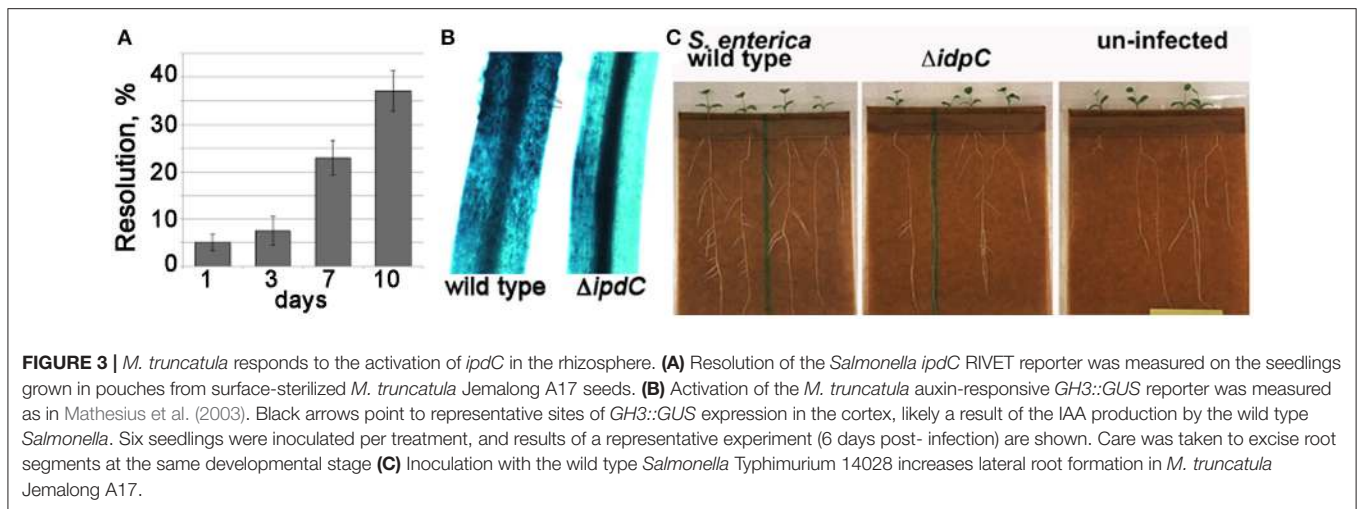 A
B
C
S. enterica
wild type
ΔidpC
un-infected
Resolution, %
40
30
20
10
0
1 3 7 10
days
wild type
ΔipdC
FIGURE 3 | M. truncatula responds to the activation of ipdC in the rhizosphere. (A) Resolution of the Salmonella ipdC RIVET reporter was measured on the seedlings
grown in pouches from surface-sterilized M. truncatula Jemalong A17 seeds. (B) Activation of the M. truncatula auxin-responsive GH3::GUS reporter was measured
as in Mathesius et al. (2003). Black arrows point to representative sites of GH3::GUS expression in the cortex, likely a result of the IAA production by the wild type
Salmonella. Six seedlings were inoculated per treatment, and results of a representative experiment (6 days post- infection) are shown. Care was taken to excise root
segments at the same developmental stage (C) Inoculation with the wild type Salmonella Typhimurium 14028 increases lateral root formation in M. truncatula
Jemalong A17.